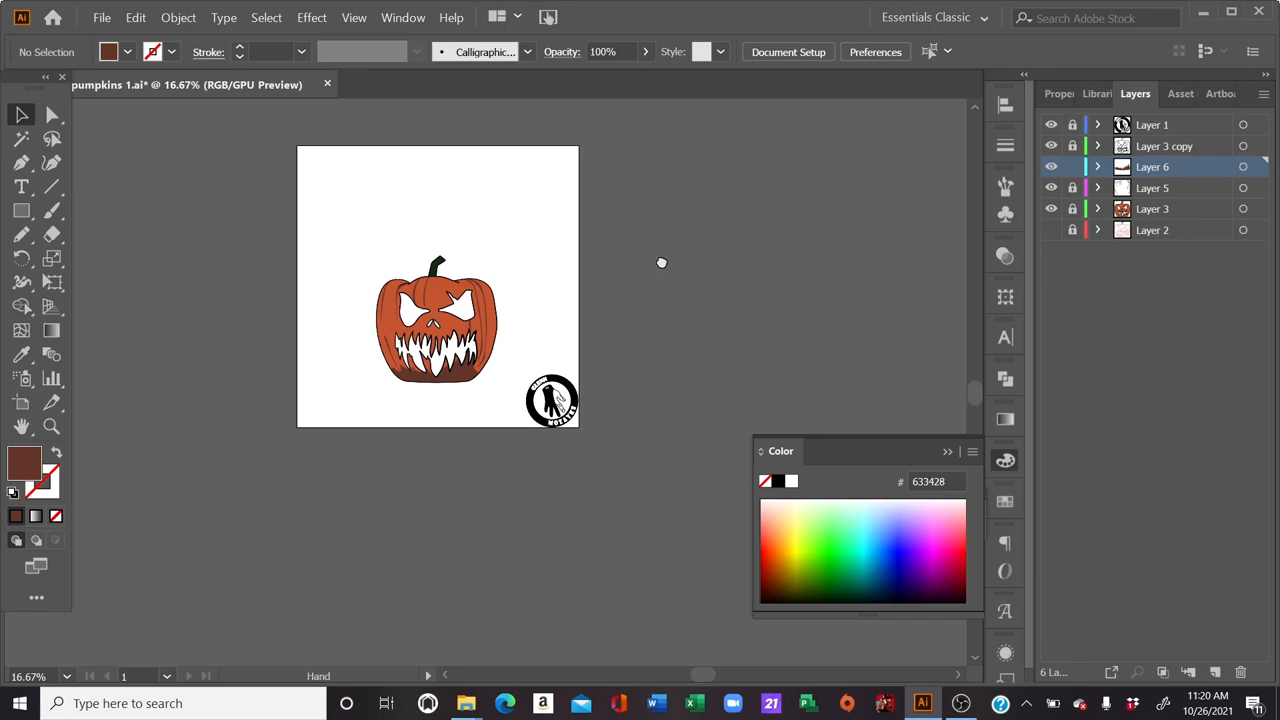 Ai File Edit Object Type Select Effect View Window Help Essentials Classic Search Adobe Stock
No Selection Stroke: Calligraphic... Opacity: 100% Style: Document Setup Preferences
pumpkins 1.ai* @ 16.67% (RGB/GPU Preview)
Proper Librari Layers Asset Artboa
Layer 1
Layer 3 copy
Layer 6
Layer 5
Layer 3
Layer 2
Color
# 633428
16.67% 1 Hand 6 La...
Type here to search
21
Ai
11:20 AM
10/26/2021